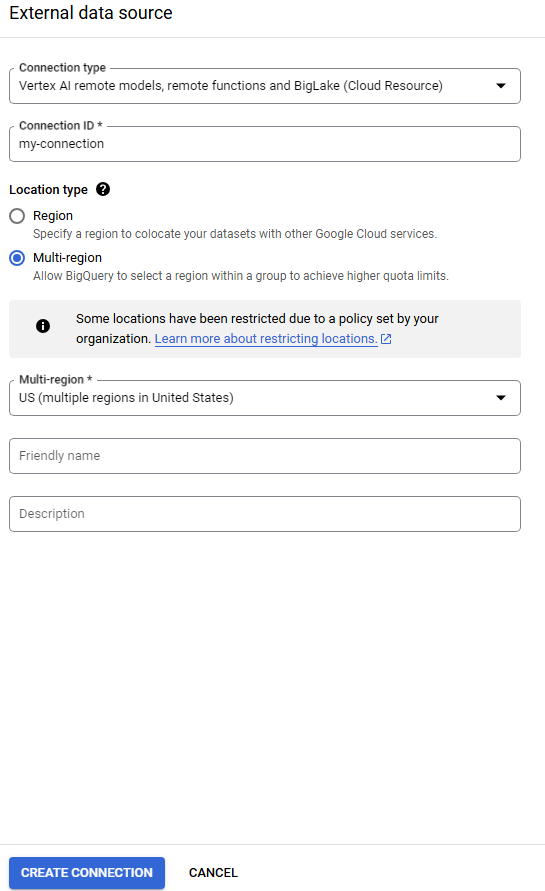 External data source
Connection type
Vertex AI remote models, remote functions and BigLake (Cloud Resource)
Connection ID *
my-connection
Location type
Region
Specify a region to colocate your datasets with other Google Cloud services.
Multi-region
Allow BigQuery to select a region within a group to achieve higher quota limits.
Some locations have been restricted due to a policy set by your
organization. Learn more about restricting locations.
Multi-region *
US (multiple regions in United States)
Friendly name
Description
CREATE CONNECTION CANCEL